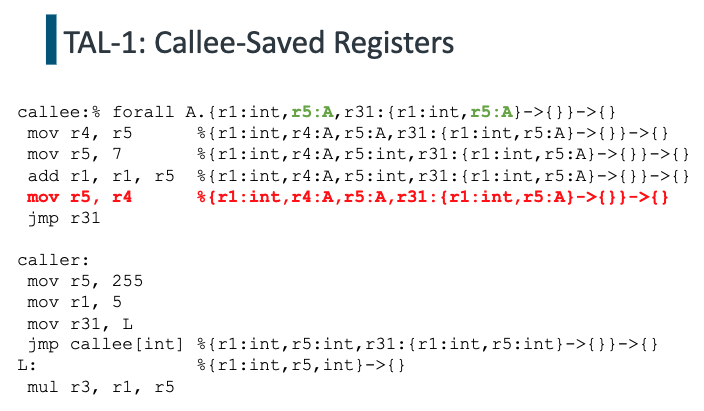 TAL-1: Callee-Saved Registers
callee:% forall A.{r1:int,r5:A,r31:{r1:int,r5:A}->{}}->{}
mov r4, r5 %{r1:int,r4:A,r5:A,r31:{r1:int,r5:A}->{}}->{}
mov r5, 7 %{r1:int,r4:A,r5:int,r31:{r1:int,r5:A}->{}}->{}
add r1, r1, r5 %{r1:int,r4:A,r5:int,r31:{r1:int,r5:A}->{}}->{}
mov r5, r4 %{r1:int,r4:A,r5:A,r31:{r1:int,r5:A}->{}}->{}
jmp r31
caller:
mov r5, 255
mov r1, 5
mov r31, L
jmp callee[int] %{r1:int,r5:int,r31:{r1:int,r5:int}->{}}->{}
L: %{r1:int,r5,int}->{}
mul r3, r1, r5